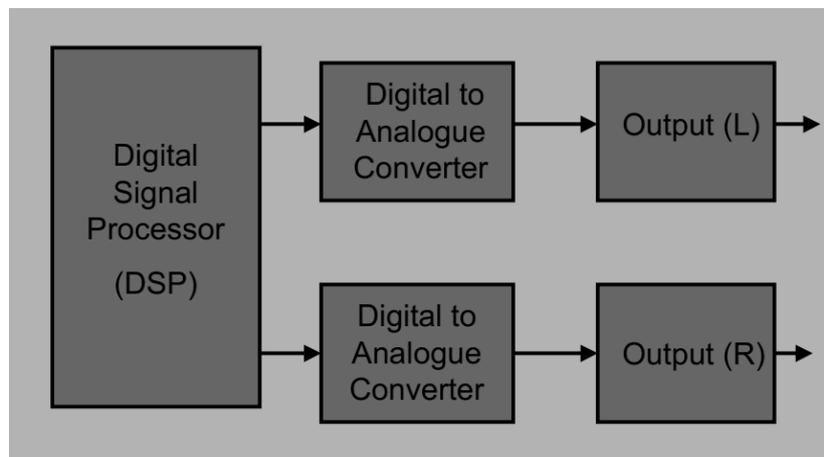 Digital
Signal
Processor
(DSP)
Digital to
Analogue
Converter
Output (L)
Digital to
Analogue
Converter
Output (R)